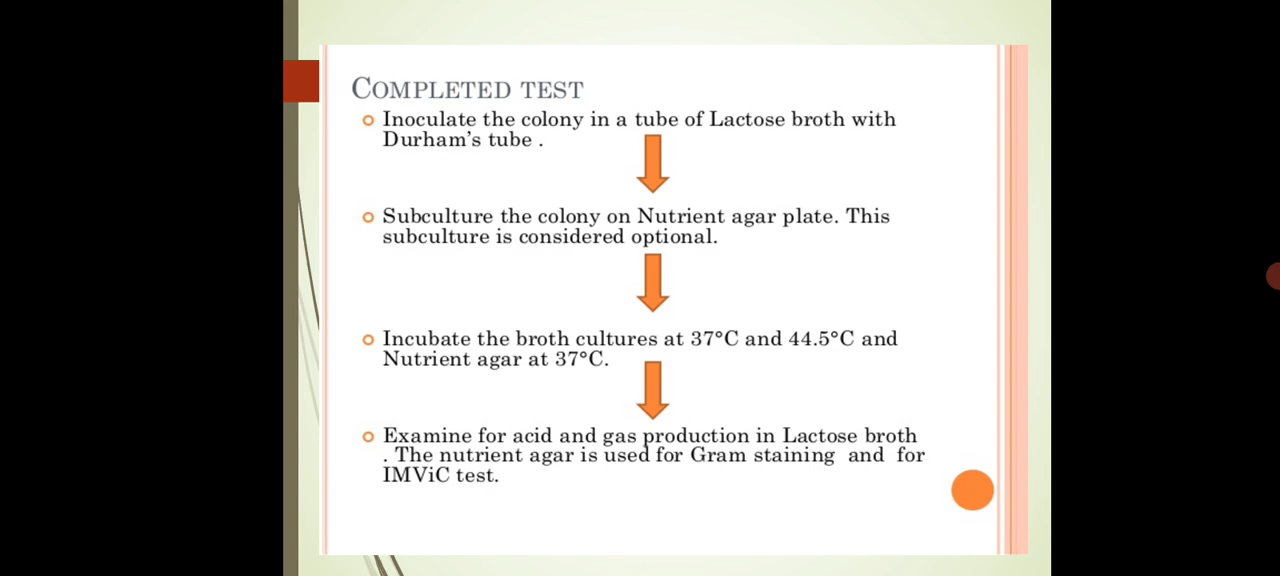 COMPLETED TEST
Inoculate the colony in a tube of Lactose broth with
Durham's tube .
Subculture the colony on Nutrient agar plate. This
subculture is considered optional.
Incubate the broth cultures at 37°C and 44.5°C and
Nutrient agar at 37°C.
Examine for acid and gas production in Lactose broth
. The nutrient agar is used for Gram staining and for
IMViC test.